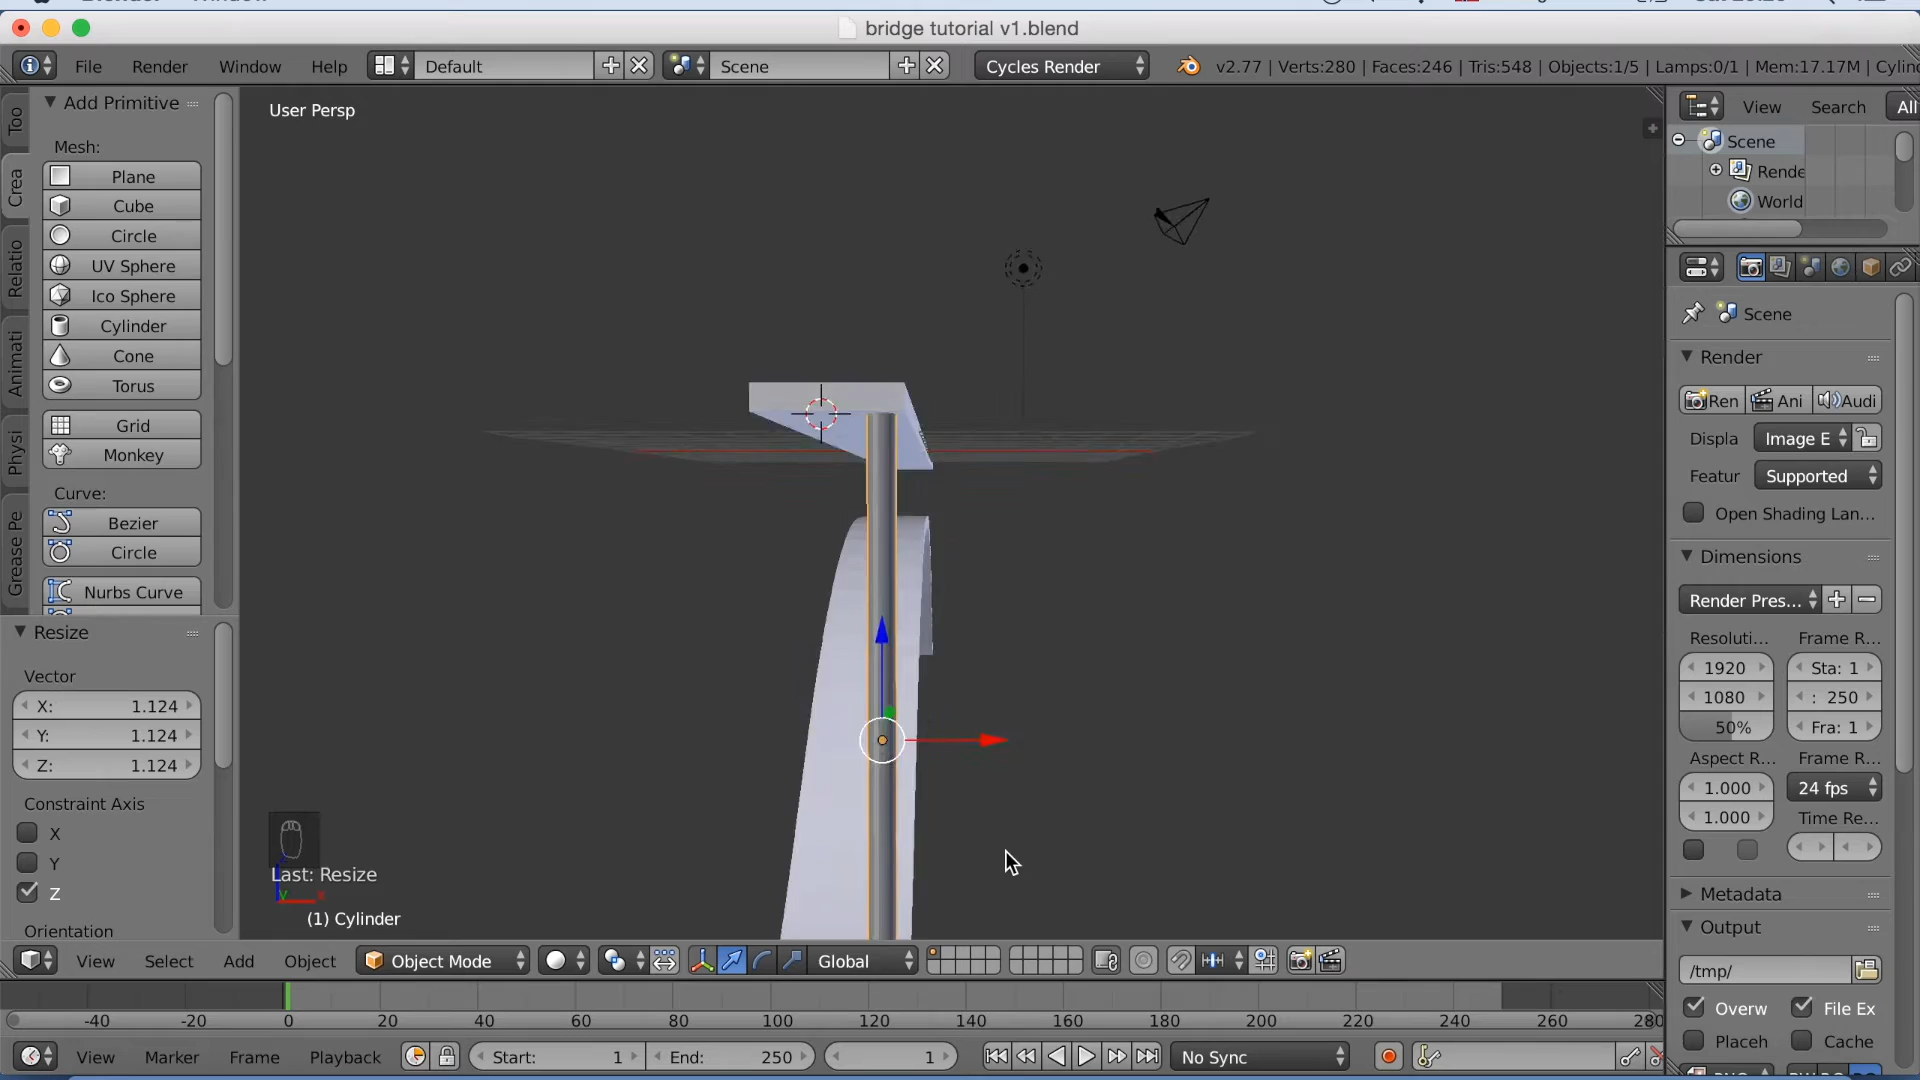 bridge tutorial v1.blend
File Render Window Help Default Scene Cycles Render v2.77 | Verts:280 | Faces:246 | Tris:548 | Objects:1/5 | Lamps:0/1 | Mem:17.17M | Cylin
Add Primitive
User Persp
View Search All
Too
Crea
Relatio
Animati
Physi
Grease Pe
Mesh:
Plane
Cube
Circle
UV Sphere
Ico Sphere
Cylinder
Cone
Torus
Grid
Monkey
Curve:
Bezier
Circle
Nurbs Curve
Resize
Vector
X: 1.124
Y: 1.124
Z: 1.124
Constraint Axis
X
Y
Z
Orientation
Last: Resize
(1) Cylinder
Scene
Rende
World
Scene
Render
Ren Ani Audi
Displa Image E
Featur Supported
Open Shading Lan...
Dimensions
Render Pres...
Resoluti... Frame R...
1920 Sta: 1
1080 : 250
50% Fra: 1
Aspect R... Frame R...
1.000 24 fps
1.000 Time Re...
Metadata
Output
/tmp/
Overw File Ex
Placeh Cache
View Select Add Object Object Mode Global
-40 -20 0 20 40 60 80 100 120 140 160 180 200 220 240 260 280
View Marker Frame Playback Start: 1 End: 250 1 No Sync